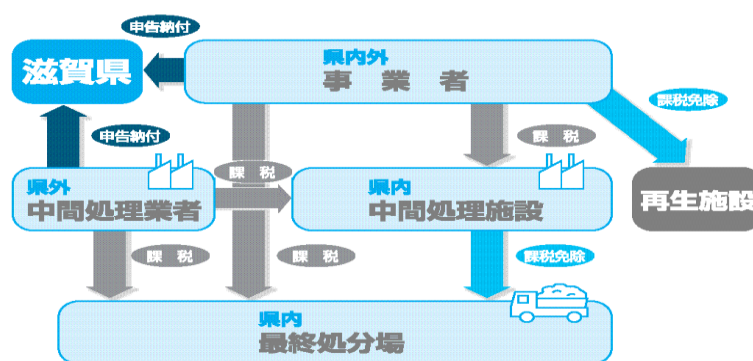 申告納付
滋賀県
県内外
事業者
課税免除
申告納付
課税
課税
県外
中間処理業者
県内
中間処理施設
再生施設
課税
課税
課税免除
県内
最終処分場